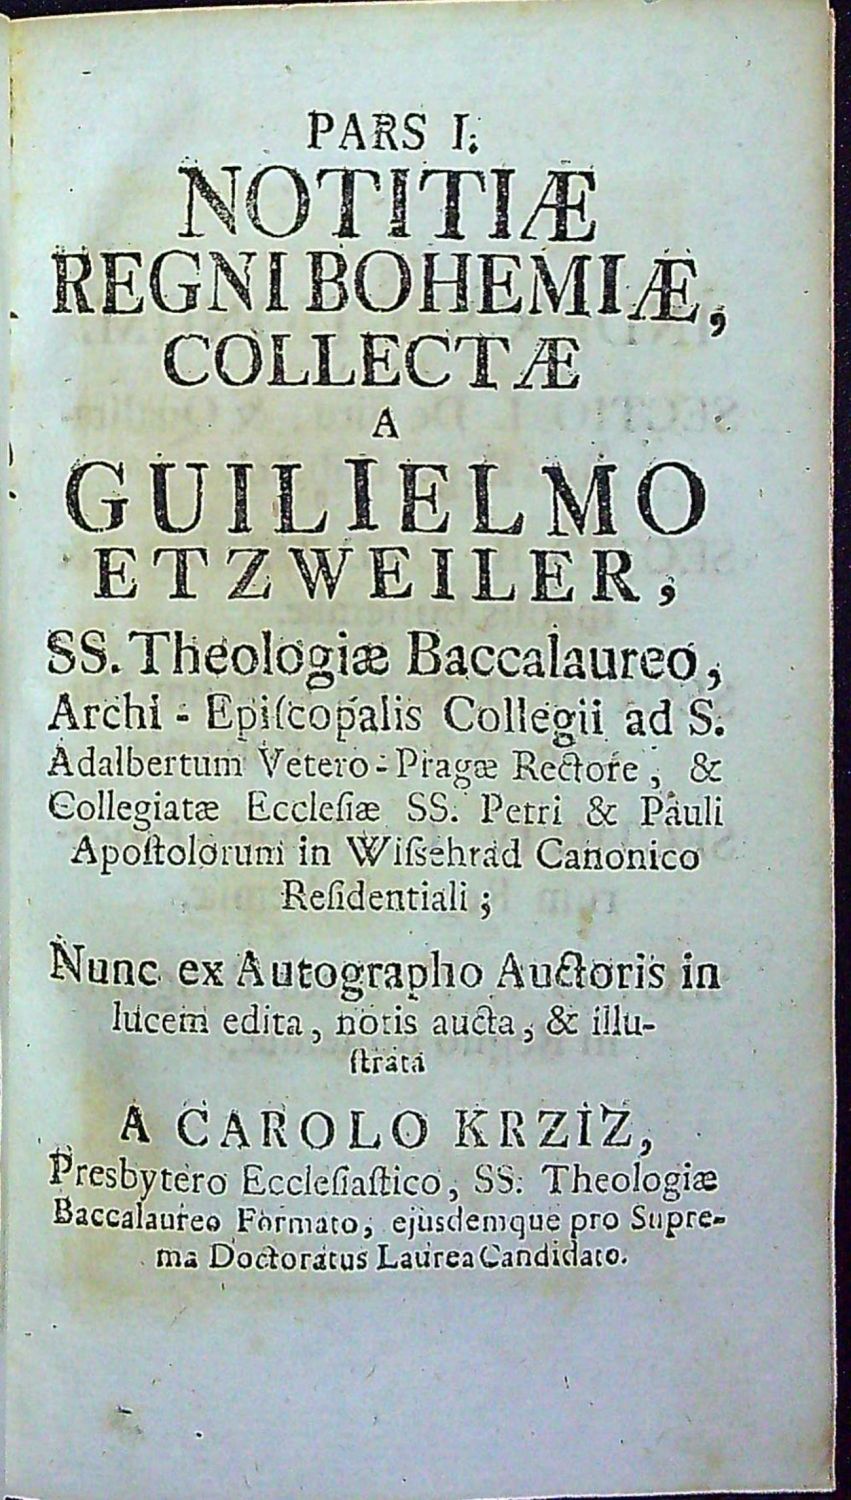 PARS I.
NOTITIÆ
REGNI BOHEMIÆ,
COLLECTÆ
A
GUILIELMO
ETZWEILER,
SS. Theologiæ Baccalaureo,
Archi - Epiſcopalis Collegii ad S.
Adalbertum Vetero - Pragæ Rectore, &
Collegiatæ Eccleſiæ SS. Petri & Pauli
Apoſtolorum in Wiſsehrad Canonico
Reſidentiali ;
Nunc ex Autographo Auctoris in
lucem edita, notis aucta, & illu-
ſtrata
A CAROLO KRZIZ,
Presbytero Eccleſiaſtico, SS. Theologiæ
Baccalaureo Formato, ejusdemque pro Supre-
ma Doctoratus Laurea Candidato.